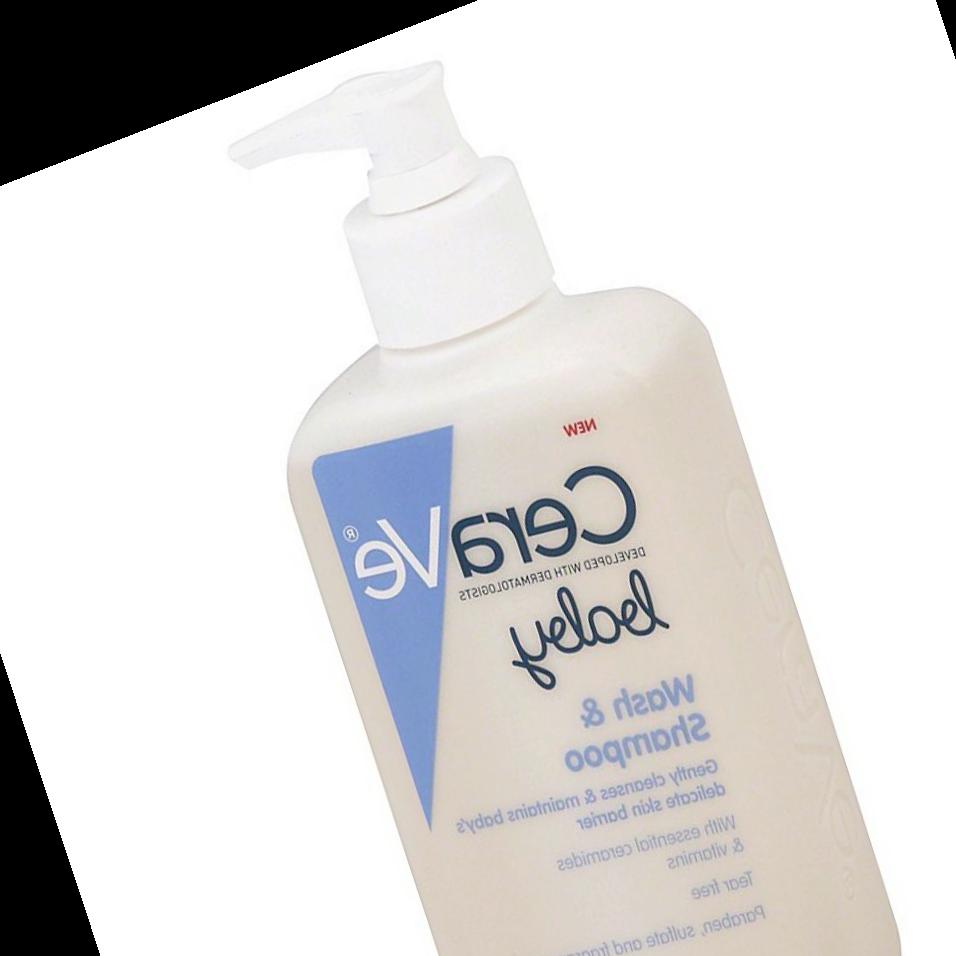 NEW
CeraVe®
DEVELOPED WITH DERMATOLOGISTS
baby
Wash &
Shampoo
Gently cleanses & maintains baby's
delicate skin barrier
With essential ceramides
& vitamins
Tear free
Paraben, sulfate and
CeraVe